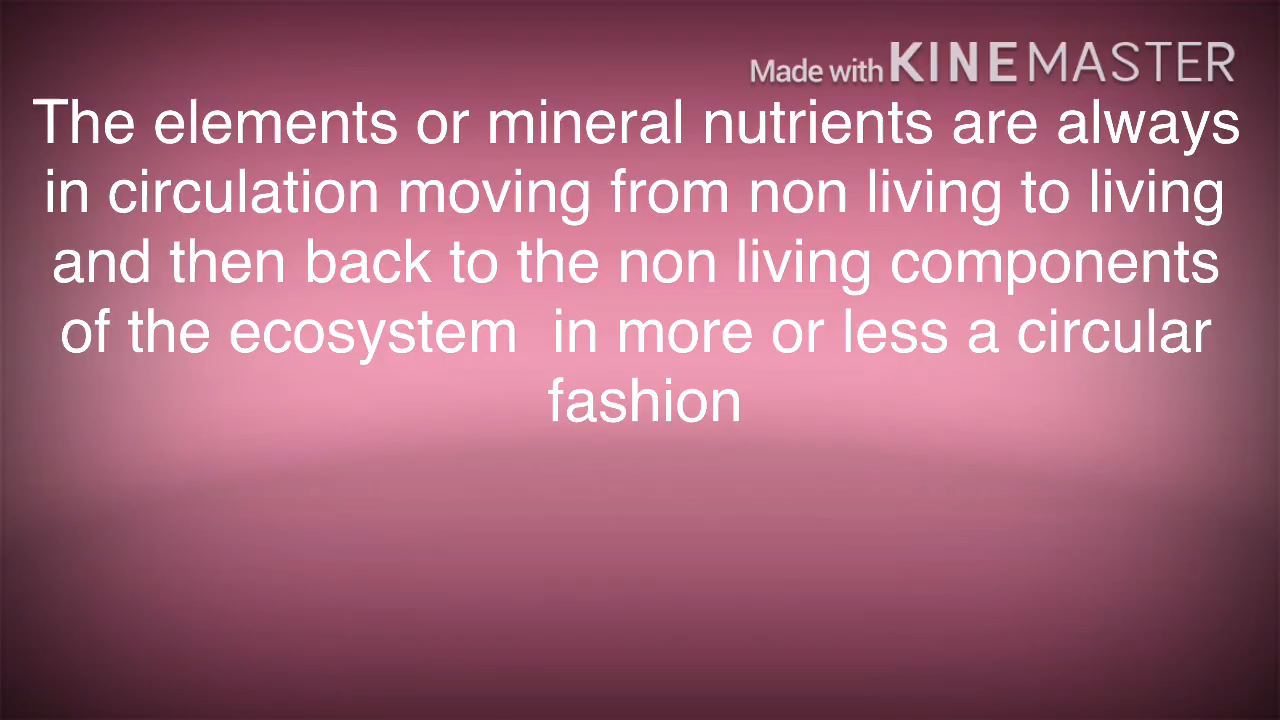 Made with KINEMASTER
The elements or mineral nutrients are always
in circulation moving from non living to living
and then back to the non living components
of the ecosystem  in more or less a circular
fashion